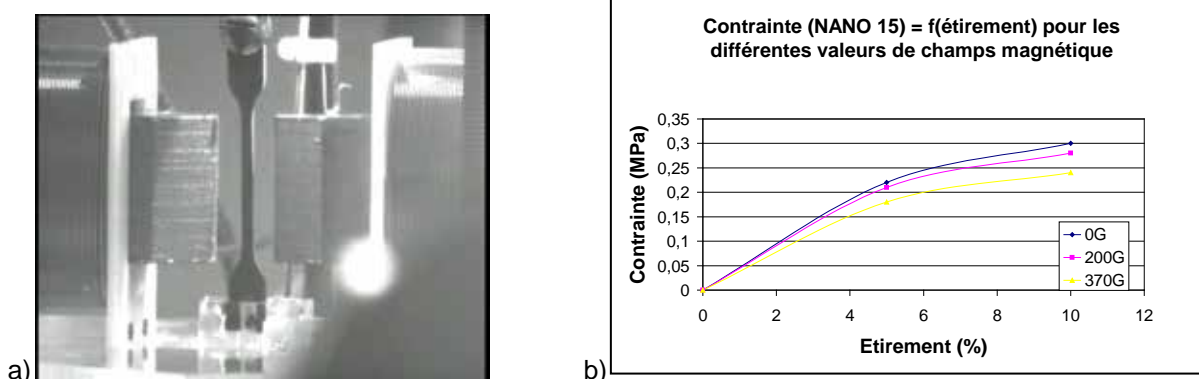 a)
b)
Contrainte (NANO 15) = f(étirement) pour les
différentes valeurs de champs magnétique
Contrainte (MPa)
0,35
0,3
0,25
0,2
0,15
0,1
0,05
0
0 2 4 6 8 10 12
Etirement (%)
0G
200G
370G